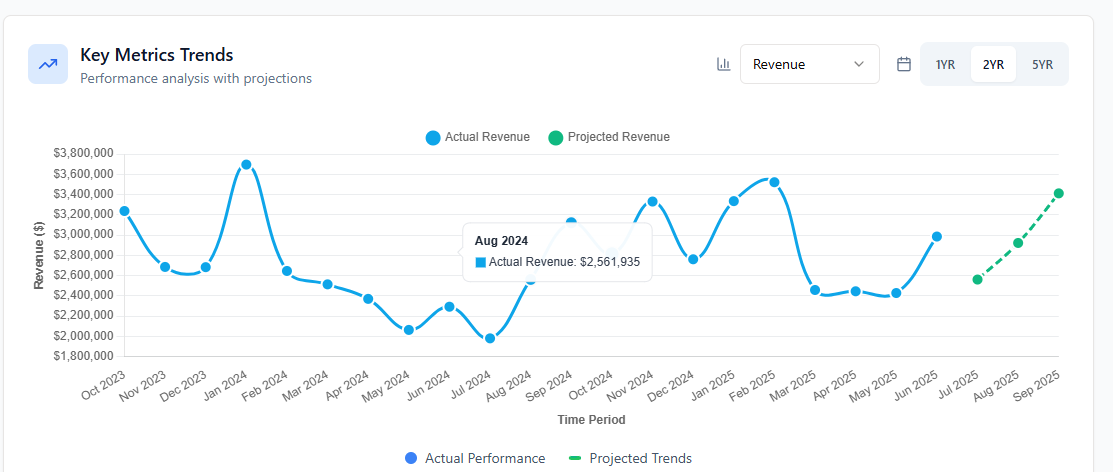 Key Metrics Trends
Performance analysis with projections
Revenue
1YR 2YR 5YR
Actual Revenue Projected Revenue
$3,800,000
$3,600,000
$3,400,000
$3,200,000
$3,000,000
$2,800,000
$2,600,000
$2,400,000
$2,200,000
$2,000,000
$1,800,000
Revenue ($)
Aug 2024
Actual Revenue: $2,561,935
Oct 2023 Nov 2023 Dec 2023 Jan 2024 Feb 2024 Mar 2024 Apr 2024 May 2024 Jun 2024 Jul 2024 Aug 2024 Sep 2024 Oct 2024 Nov 2024 Dec 2024 Jan 2025 Feb 2025 Mar 2025 Apr 2025 May 2025 Jun 2025 Jul 2025 Aug 2025 Sep 2025
Time Period
Actual Performance Projected Trends